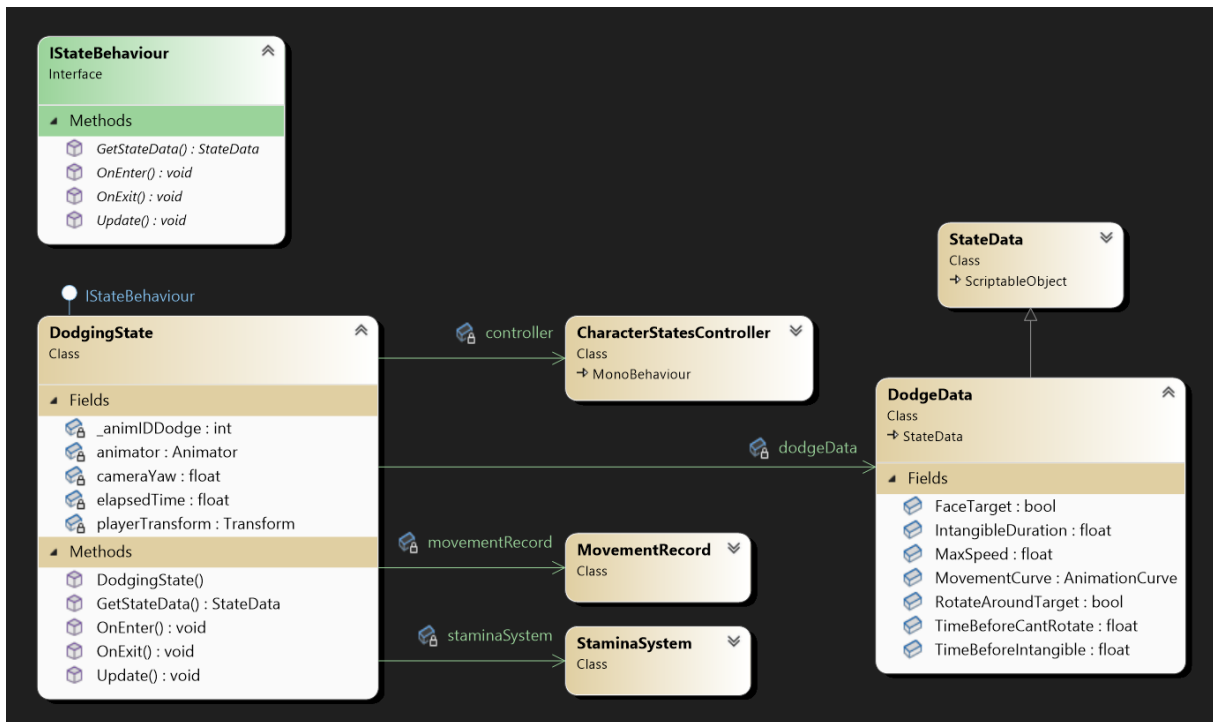 IStateBehaviour
Interface
Methods
GetStateData() : StateData
OnEnter() : void
OnExit() : void
Update() : void
IStateBehaviour
DodgingState
Class
Fields
_animIDDodge : int
animator : Animator
cameraYaw : float
elapsedTime : float
playerTransform : Transform
Methods
DodgingState()
GetStateData() : StateData
OnEnter() : void
OnExit() : void
Update() : void
controller
CharacterStatesController
Class
MonoBehaviour
dodgeData
movementRecord
MovementRecord
Class
staminaSystem
StaminaSystem
Class
StateData
Class
ScriptableObject
DodgeData
Class
StateData
Fields
FaceTarget : bool
IntangibleDuration : float
MaxSpeed : float
MovementCurve : AnimationCurve
RotateAroundTarget : bool
TimeBeforeCantRotate : float
TimeBeforeIntangible : float